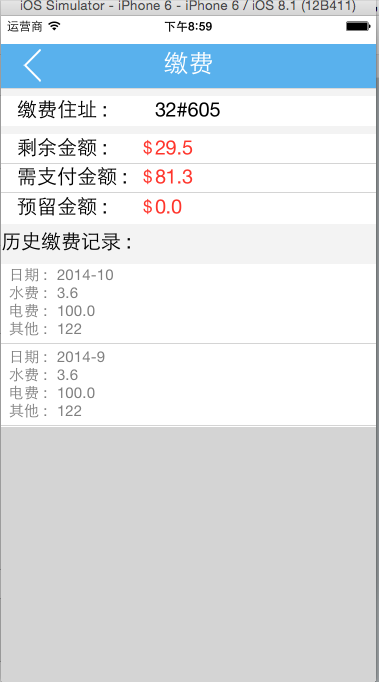 iOS Simulator - iPhone 6 - iPhone 6 / iOS 8.1 (12B411)
运营商 下午8:59
缴费
缴费住址： 32#605
剩余金额： $29.5
需支付金额： $81.3
预留金额： $0.0
历史缴费记录：
日期： 2014-10
水费： 3.6
电费： 100.0
其他： 122
日期： 2014-9
水费： 3.6
电费： 100.0
其他： 122